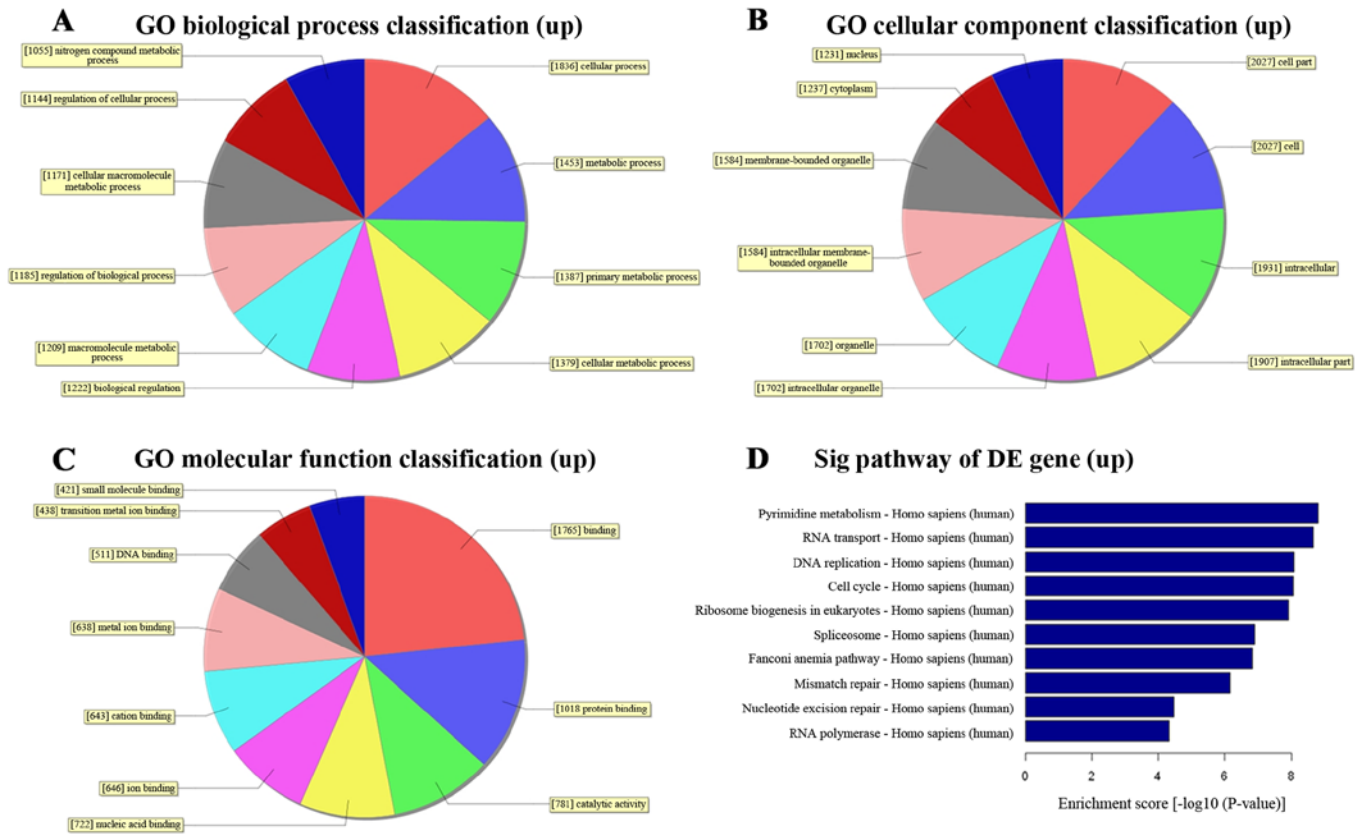 A
GO biological process classification (up)
[1055] nitrogen compound metabolic
process
[1836] cellular process
[1144] regulation of cellular process
[1453] metabolic process
[1171] cellular macromolecule
metabolic process
[1185] regulation of biological process
[1387] primary metabolic process
[1209] macromolecule metabolic
process
[1379] cellular metabolic process
[1222] biological regulation
B
GO cellular component classification (up)
[1231] nucleus
[2027] cell part
[1237] cytoplasm
[2027] cell
[1584] membrane-bounded organelle
[1584] intracellular membrane-
bounded organelle
[1931] intracellular
[1702] organelle
[1907] intracellular part
[1702] intracellular organelle
C
GO molecular function classification (up)
[421] small molecule binding
[438] transition metal ion binding
[1765] binding
[511] DNA binding
[638] metal ion binding
[643] cation binding
[1018 protein binding
[646] ion binding
[781] catalytic activity
[722] nucleic acid binding
D
Sig pathway of DE gene (up)
Pyrimidine metabolism - Homo sapiens (human)
RNA transport - Homo sapiens (human)
DNA replication - Homo sapiens (human)
Cell cycle - Homo sapiens (human)
Ribosome biogenesis in eukaryotes - Homo sapiens (human)
Spliceosome - Homo sapiens (human)
Fanconi anemia pathway - Homo sapiens (human)
Mismatch repair - Homo sapiens (human)
Nucleotide excision repair - Homo sapiens (human)
RNA polymerase - Homo sapiens (human)
0 2 4 6 8
Enrichment score [-log10 (P-value)]